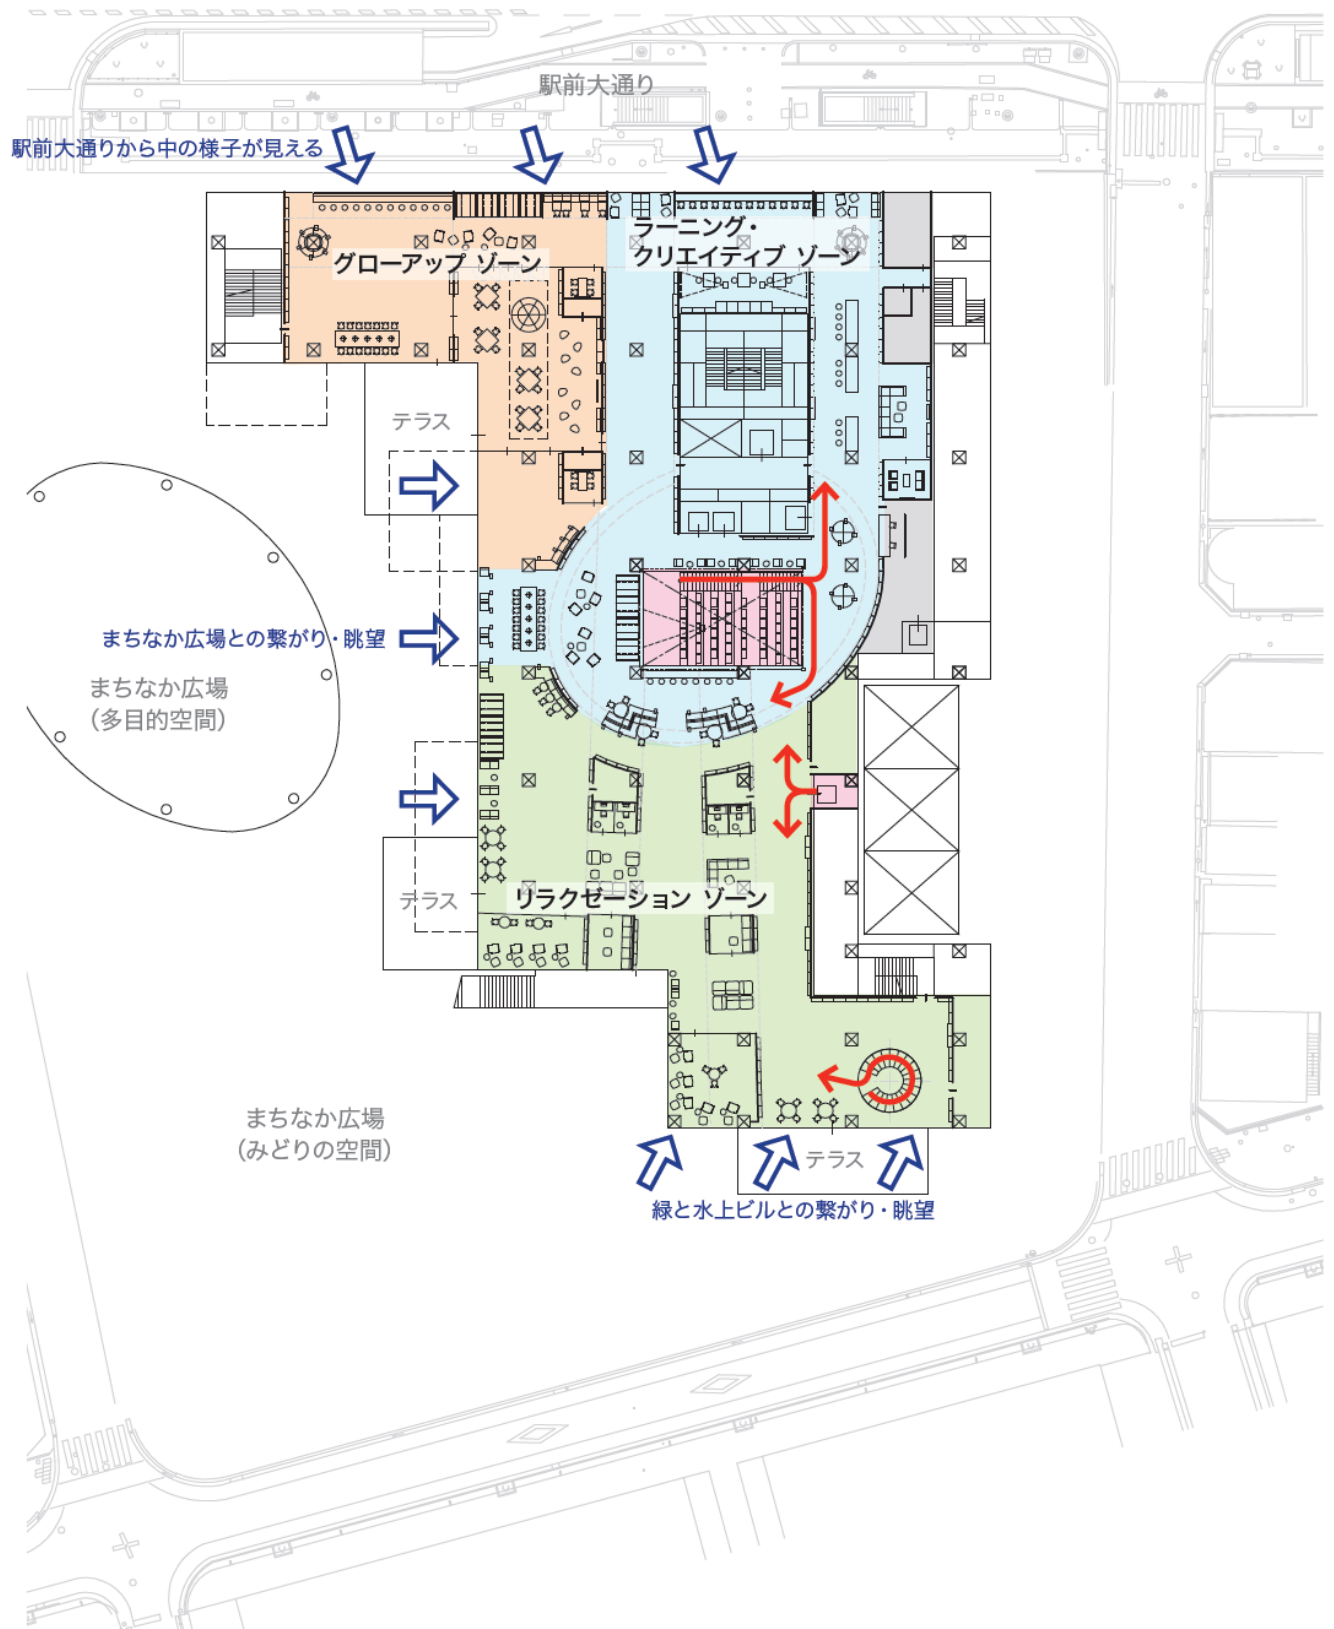 駅前大通り
駅前大通りから中の様子が見える
ラーニング・
クリエイティブ ゾーン
グローアップ ゾーン
テラス
まちなか広場との繋がり・眺望
まちなか広場
（多目的空間）
テラス
リラクゼーション ゾーン
まちなか広場
（みどりの空間）
テラス
緑と水上ビルとの繋がり・眺望